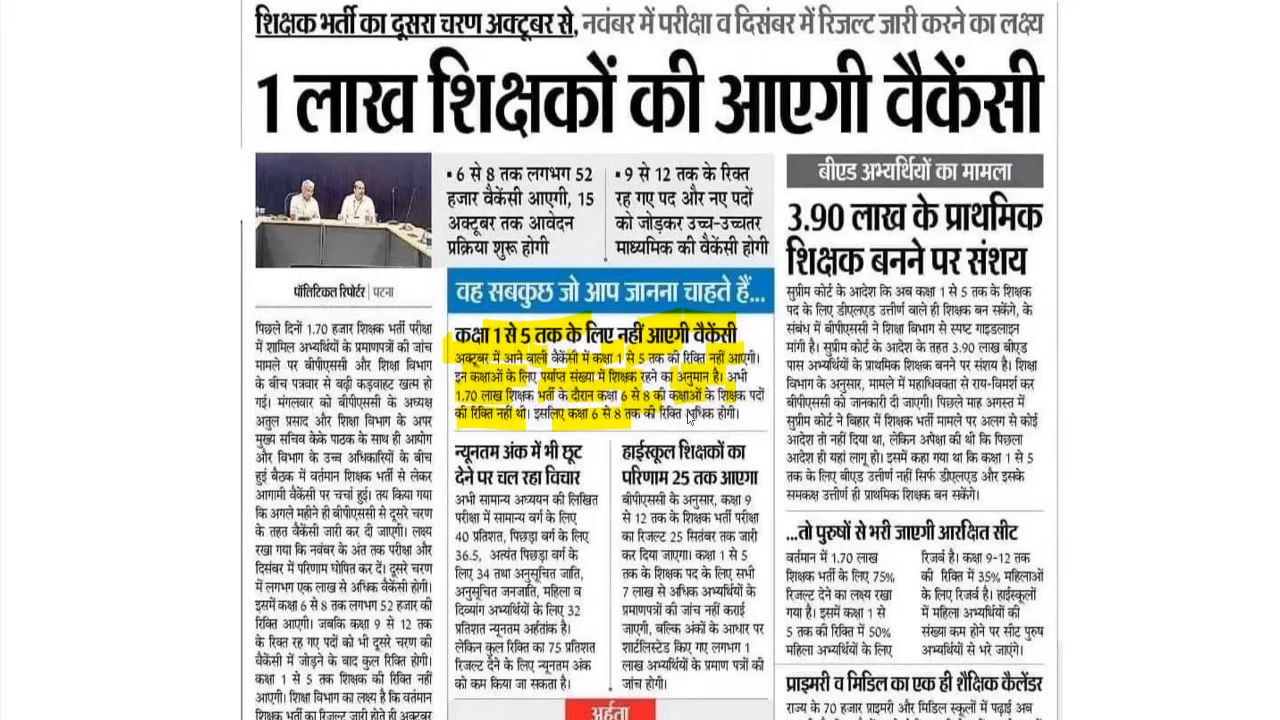 शिक्षक भर्ती का दूसरा चरण अक्टूबर से, नवंबर में परीक्षा व दिसंबर में रिजल्ट जारी करने का लक्ष्य
1 लाख शिक्षकों की आएगी वैकेंसी
पॉलिटिकल रिपोर्टर | पटना
पिछले दिनों 1.70 हजार शिक्षक भर्ती परीक्षा
में शामिल अभ्यर्थियों के प्रमाणपत्रों की जांच
मामले पर बीपीएससी और शिक्षा विभाग
के बीच पत्रवार से बढ़ी कड़वाहट खत्म हो
गई। मंगलवार को बीपीएससी के अध्यक्ष
अतुल प्रसाद और शिक्षा विभाग के अपर
मुख्य सचिव केके पाठक के साथ ही आयोग
और विभाग के उच्च अधिकारियों के बीच
हुई बैठक में वर्तमान शिक्षक भर्ती से लेकर
आगामी वैकेंसी पर चर्चा हुई। तय किया गया
कि अगले महीने ही बीपीएससी से दूसरे चरण
के तहत वैकेंसी जारी कर दी जाएगी। लक्ष्य
रखा गया कि नवंबर के अंत तक परीक्षा और
दिसंबर में परिणाम घोषित कर दें। दूसरे चरण
में लगभग एक लाख से अधिक वैकेंसी होगी।
इसमें कक्षा 6 से 8 तक लगभग 52 हजार की
रिक्ति आएगी। जबकि कक्षा 9 से 12 तक
के रिक्त रह गए पदों को भी दूसरे चरण की
वैकेंसी में जोड़ने के बाद कुल रिक्ति होगी।
कक्षा 1 से 5 तक शिक्षक की रिक्ति नहीं
आएगी। शिक्षा विभाग का लक्ष्य है कि वर्तमान
शिक्षक भर्ती का रिजल्ट जारी होते ही अक्टूबर
▪6 से 8 तक लगभग 52
हजार वैकेंसी आएगी, 15
अक्टूबर तक आवेदन
प्रक्रिया शुरू होगी
▪9 से 12 तक के रिक्त
रह गए पद और नए पदों
को जोड़कर उच्च-उच्चतर
माध्यमिक की वैकेंसी होगी
वह सबकुछ जो आप जानना चाहते हैं...
कक्षा 1 से 5 तक के लिए नहीं आएगी वैकेंसी
अक्टूबर में आने वाली वैकेंसी में कक्षा 1 से 5 तक की रिक्ति नहीं आएगी।
इन कक्षाओं के लिए पर्याप्त संख्या में शिक्षक रहने का अनुमान है। अभी
1.70 लाख शिक्षक भर्ती के दौरान कक्षा 6 से 8 की कक्षाओं के शिक्षक पदों
की रिक्ति नहीं थी। इसलिए कक्षा 6 से 8 तक की रिक्ति अधिक होगी।
न्यूनतम अंक में भी छूट
देने पर चल रहा विचार
अभी सामान्य अध्ययन की लिखित
परीक्षा में सामान्य वर्ग के लिए
40 प्रतिशत, पिछड़ा वर्ग के लिए
36.5, अत्यंत पिछड़ा वर्ग के
लिए 34 तथा अनुसूचित जाति,
अनुसूचित जनजाति, महिला व
दिव्यांग अभ्यर्थियों के लिए 32
प्रतिशत न्यूनतम अर्हतांक है।
लेकिन कुल रिक्ति का 75 प्रतिशत
रिजल्ट देने के लिए न्यूनतम अंक
को कम किया जा सकता है।
हाईस्कूल शिक्षकों का
परिणाम 25 तक आएगा
बीपीएससी के अनुसार, कक्षा 9
से 12 तक के शिक्षक भर्ती परीक्षा
का रिजल्ट 25 सितंबर तक जारी
कर दिया जाएगा। कक्षा 1 से 5
तक के शिक्षक पद के लिए सभी
7 लाख से अधिक अभ्यर्थियों के
प्रमाणपत्रों की जांच नहीं कराई
जाएगी, बल्कि अंकों के आधार पर
शार्टलिस्टेड किए गए लगभग 1
लाख अभ्यर्थियों के प्रमाण पत्रों की
जांच होगी।
अर्हता
बीएड अभ्यर्थियों का मामला
3.90 लाख के प्राथमिक
शिक्षक बनने पर संशय
सुप्रीम कोर्ट के आदेश कि अब कक्षा 1 से 5 तक के शिक्षक
पद के लिए डीएलएड उत्तीर्ण वाले ही शिक्षक बन सकेंगे, के
संबंध में बीपीएससी ने शिक्षा विभाग से स्पष्ट गाइडलान
मांगी है। सुप्रीम कोर्ट के आदेश के तहत 3.90 लाख बीएड
पास अभ्यर्थियों के प्राथमिक शिक्षक बनने पर संशय है। शिक्षा
विभाग के अनुसार, मामले में महाधिवक्ता से राय-विमर्श कर
बीपीएससी को जानकारी दी जाएगी। पिछले माह अगस्त में
सुप्रीम कोर्ट ने बिहार में शिक्षक भर्ती मामले पर अलग से कोई
आदेश तो नहीं दिया था, लेकिन अपेक्षा की थी कि पिछला
आदेश ही यहां लागू हो। इसमें कहा गया था कि कक्षा 1 से 5
तक के लिए बीएड उत्तीर्ण नहीं सिर्फ डीएलएड और इसके
समकक्ष उत्तीर्ण ही प्राथमिक शिक्षक बन सकेंगे।
...तो पुरुषों से भरी जाएगी आरक्षित सीट
वर्तमान में 1.70 लाख
शिक्षक भर्ती के लिए 75%
रिजल्ट देने का लक्ष्य रखा
गया है। इसमें कक्षा 1 से
5 तक की रिक्ति में 50%
महिला अभ्यर्थियों के लिए
रिजर्व है। कक्षा 9-12 तक
की रिक्ति में 35% महिलाओं
के लिए रिजर्व है। हाईस्कूलों
में महिला अभ्यर्थियों की
संख्या कम होने पर सीट पुरुष
अभ्यर्थियों से भरे जाएंगे।
प्राइमरी व मिडिल का एक ही शैक्षिक कैलेंडर
राज्य के 70 हजार प्राइमरी और मिडिल स्कूलों में पढ़ाई अब